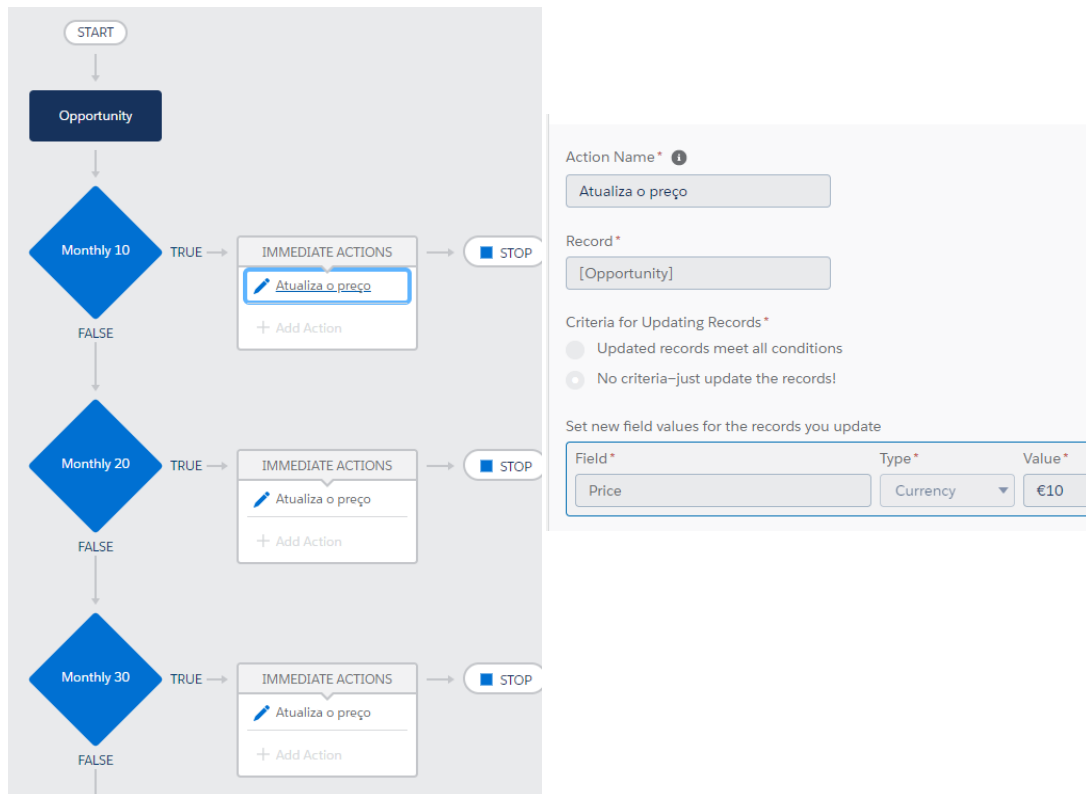 START
Opportunity
Monthly 10
TRUE
IMMEDIATE ACTIONS
STOP
Atualiza o preço
+ Add Action
FALSE
Monthly 20
TRUE
IMMEDIATE ACTIONS
STOP
Atualiza o preço
+ Add Action
FALSE
Monthly 30
TRUE
IMMEDIATE ACTIONS
STOP
Atualiza o preço
+ Add Action
FALSE
Action Name*
Atualiza o preço
Record*
[Opportunity]
Criteria for Updating Records*
Updated records meet all conditions
No criteria—just update the records!
Set new field values for the records you update
Field* Type* Value*
Price Currency €10